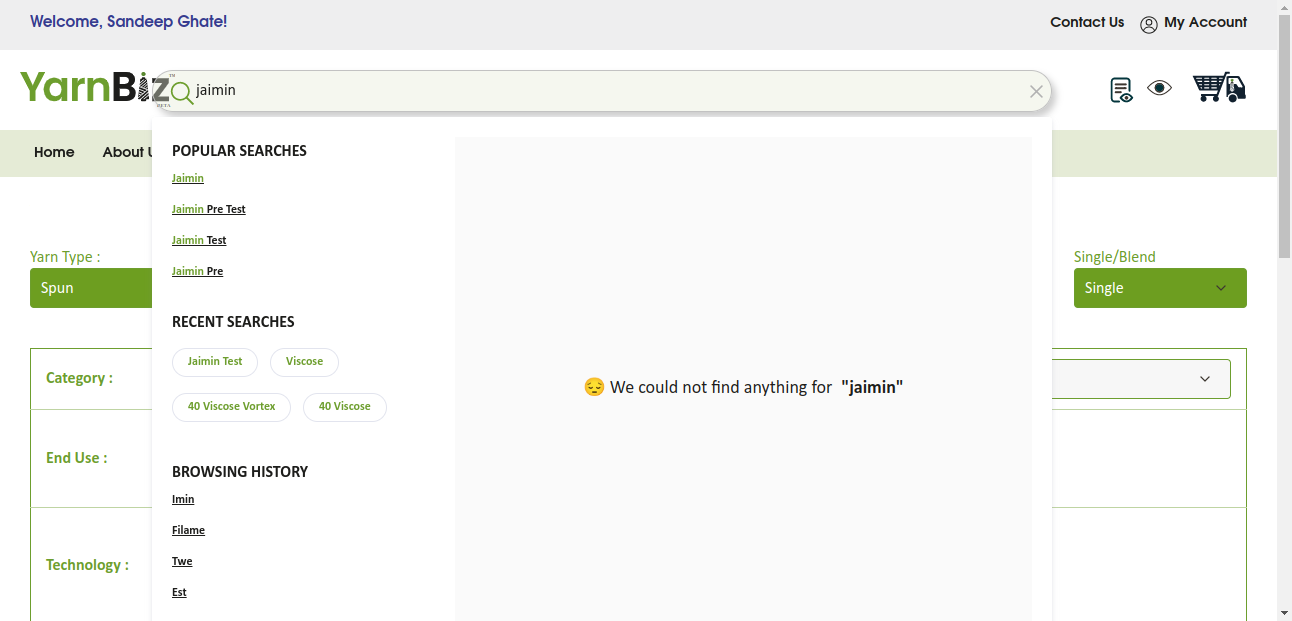 Welcome, Sandeep Ghate!
Contact Us
My Account
YarnBiz
TM
BETA
jaimin
Home
About U
POPULAR SEARCHES
Jaimin
Jaimin Pre Test
Jaimin Test
Jaimin Pre
RECENT SEARCHES
Jaimin Test
Viscose
40 Viscose Vortex
40 Viscose
BROWSING HISTORY
Imin
Filame
Twe
Est
😔 We could not find anything for "jaimin"
Yarn Type :
Spun
Single/Blend
Single
Category :
End Use :
Technology :